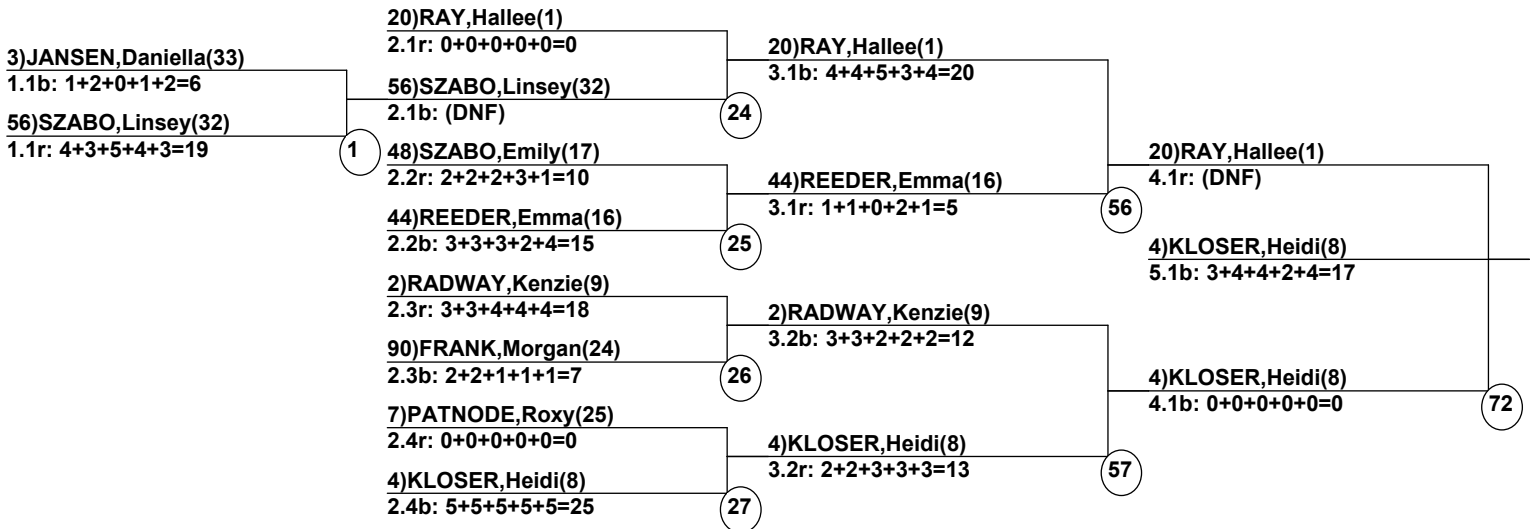 3)JANSEN,Daniella(33)
1.1b: 1+2+0+1+2=6
56)SZABO,Linsey(32)
1.1r: 4+3+5+4+3=19
1
20)RAY,Hallee(1)
2.1r: 0+0+0+0+0=0
56)SZABO,Linsey(32)
2.1b: (DNF)
24
48)SZABO,Emily(17)
2.2r: 2+2+2+3+1=10
44)REEDER,Emma(16)
2.2b: 3+3+3+2+4=15
25
2)RADWAY,Kenzie(9)
2.3r: 3+3+4+4+4=18
90)FRANK,Morgan(24)
2.3b: 2+2+1+1+1=7
26
7)PATNODE,Roxy(25)
2.4r: 0+0+0+0+0=0
4)KLOSER,Heidi(8)
2.4b: 5+5+5+5+5=25
27
20)RAY,Hallee(1)
3.1b: 4+4+5+3+4=20
44)REEDER,Emma(16)
3.1r: 1+1+0+2+1=5
56
2)RADWAY,Kenzie(9)
3.2b: 3+3+2+2+2=12
4)KLOSER,Heidi(8)
3.2r: 2+2+3+3+3=13
57
20)RAY,Hallee(1)
4.1r: (DNF)
4)KLOSER,Heidi(8)
5.1b: 3+4+4+2+4=17
4)KLOSER,Heidi(8)
4.1b: 0+0+0+0+0=0
72